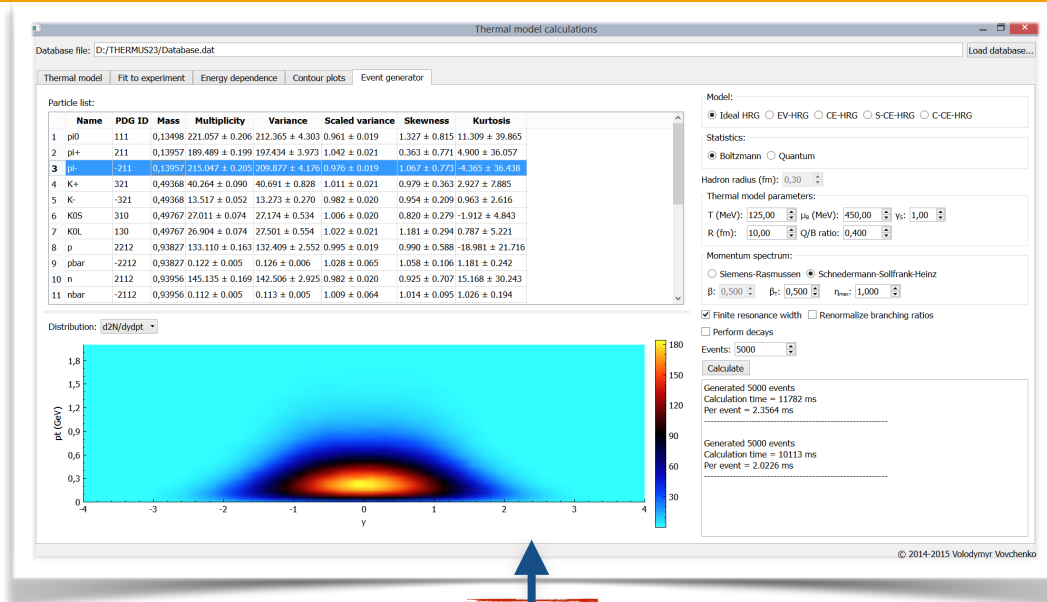 Thermal model calculations
Database file: D:/THERMUS23/Database.dat Load database...
Thermal model Fit to experiment Energy dependence Contour plots Event generator
Particle list:
Name PDG ID Mass Multiplicity Variance Scaled variance Skewness Kurtosis
1 pi0 111 0,13498 221.057 ± 0.206 212.365 ± 4.303 0.961 ± 0.019 1.327 ± 0.815 11.309 ± 39.865
2 pi+ 211 0,13957 189.489 ± 0.199 197.434 ± 3.973 1.042 ± 0.021 0.363 ± 0.771 4.900 ± 36.057
3 pi- -211 0,13957 215.047 ± 0.205 209.877 ± 4.176 0.976 ± 0.019 1.067 ± 0.773 -4.365 ± 36.438
4 K+ 321 0,49368 40.264 ± 0.090 40.691 ± 0.828 1.011 ± 0.021 0.979 ± 0.363 2.927 ± 7.885
5 K- -321 0,49368 13.517 ± 0.052 13.273 ± 0.270 0.982 ± 0.020 0.954 ± 0.209 0.963 ± 2.616
6 K0S 310 0,49767 27.011 ± 0.074 27.174 ± 0.534 1.006 ± 0.020 0.820 ± 0.279 -1.912 ± 4.843
7 K0L 130 0,49767 26.904 ± 0.074 27.501 ± 0.554 1.022 ± 0.021 1.181 ± 0.294 0.787 ± 5.221
8 p 2212 0,93827 133.110 ± 0.163 132.409 ± 2.552 0.995 ± 0.019 0.990 ± 0.588 -18.981 ± 21.716
9 pbar -2212 0,93827 0.122 ± 0.005 0.126 ± 0.006 1.028 ± 0.065 1.058 ± 0.106 1.181 ± 0.242
10 n 2112 0,93956 145.135 ± 0.169 142.506 ± 2.925 0.982 ± 0.020 0.925 ± 0.707 15.168 ± 30.243
11 nbar -2112 0,93956 0.112 ± 0.005 0.113 ± 0.005 1.009 ± 0.064 1.014 ± 0.095 1.026 ± 0.194
Distribution: d2N/dydpt
1,8
1,5
1,2
0,9
0,6
0,3
0
pt (GeV)
-4 -3 -2 -1 0 1 2 3 4
y
180
150
120
90
60
30
Model:
Ideal HRG EV-HRG CE-HRG S-CE-HRG C-CE-HRG
Statistics:
Boltzmann Quantum
Hadron radius (fm): 0,30
Thermal model parameters:
T (MeV): 125,00 μB (MeV): 450,00 γs: 1,00
R (fm): 10,00 Q/B ratio: 0,400
Momentum spectrum:
Siemens-Rasmussen Schnedermann-Sollfrank-Heinz
β: 0,500 βT: 0,500 ηmax: 1,000
Finite resonance width Renormalize branching ratios
Perform decays
Events: 5000
Calculate
Generated 5000 events
Calculation time = 11782 ms
Per event = 2.3564 ms
----------------------------------------------------------
Generated 5000 events
Calculation time = 10113 ms
Per event = 2.0226 ms
----------------------------------------------------------
© 2014-2015 Volodymyr Vovchenko